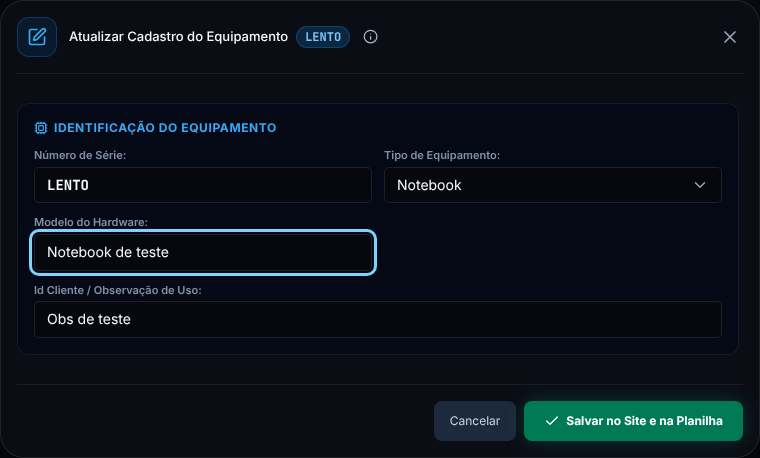 Atualizar Cadastro do Equipamento LENTO
IDENTIFICAÇÃO DO EQUIPAMENTO
Número de Série: Tipo de Equipamento:
LENTO Notebook
Modelo do Hardware:
Notebook de teste
Id Cliente / Observação de Uso:
Obs de teste
Cancelar Salvar no Site e na Planilha